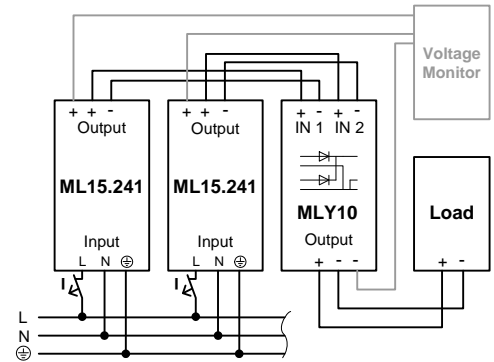 Voltage
Monitor
+ + -
+ + -
+ - + -
Output
Output
IN 1 IN 2
ML15.241
ML15.241
MLY10
Load
Input
Input
Output
+ -
L N
L N
+ - -
I
I
L
N